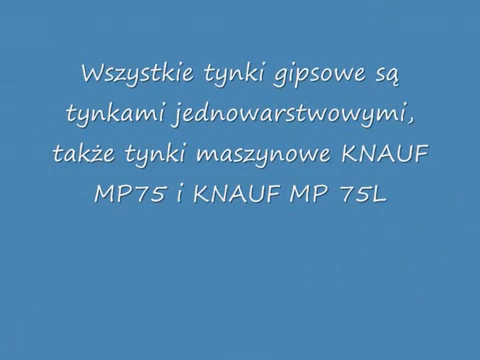 Wszystkie tynki gipsowe są
tynkami jednowarstwowymi,
także tynki maszynowe KNAUF
MP75 i KNAUF MP 75L